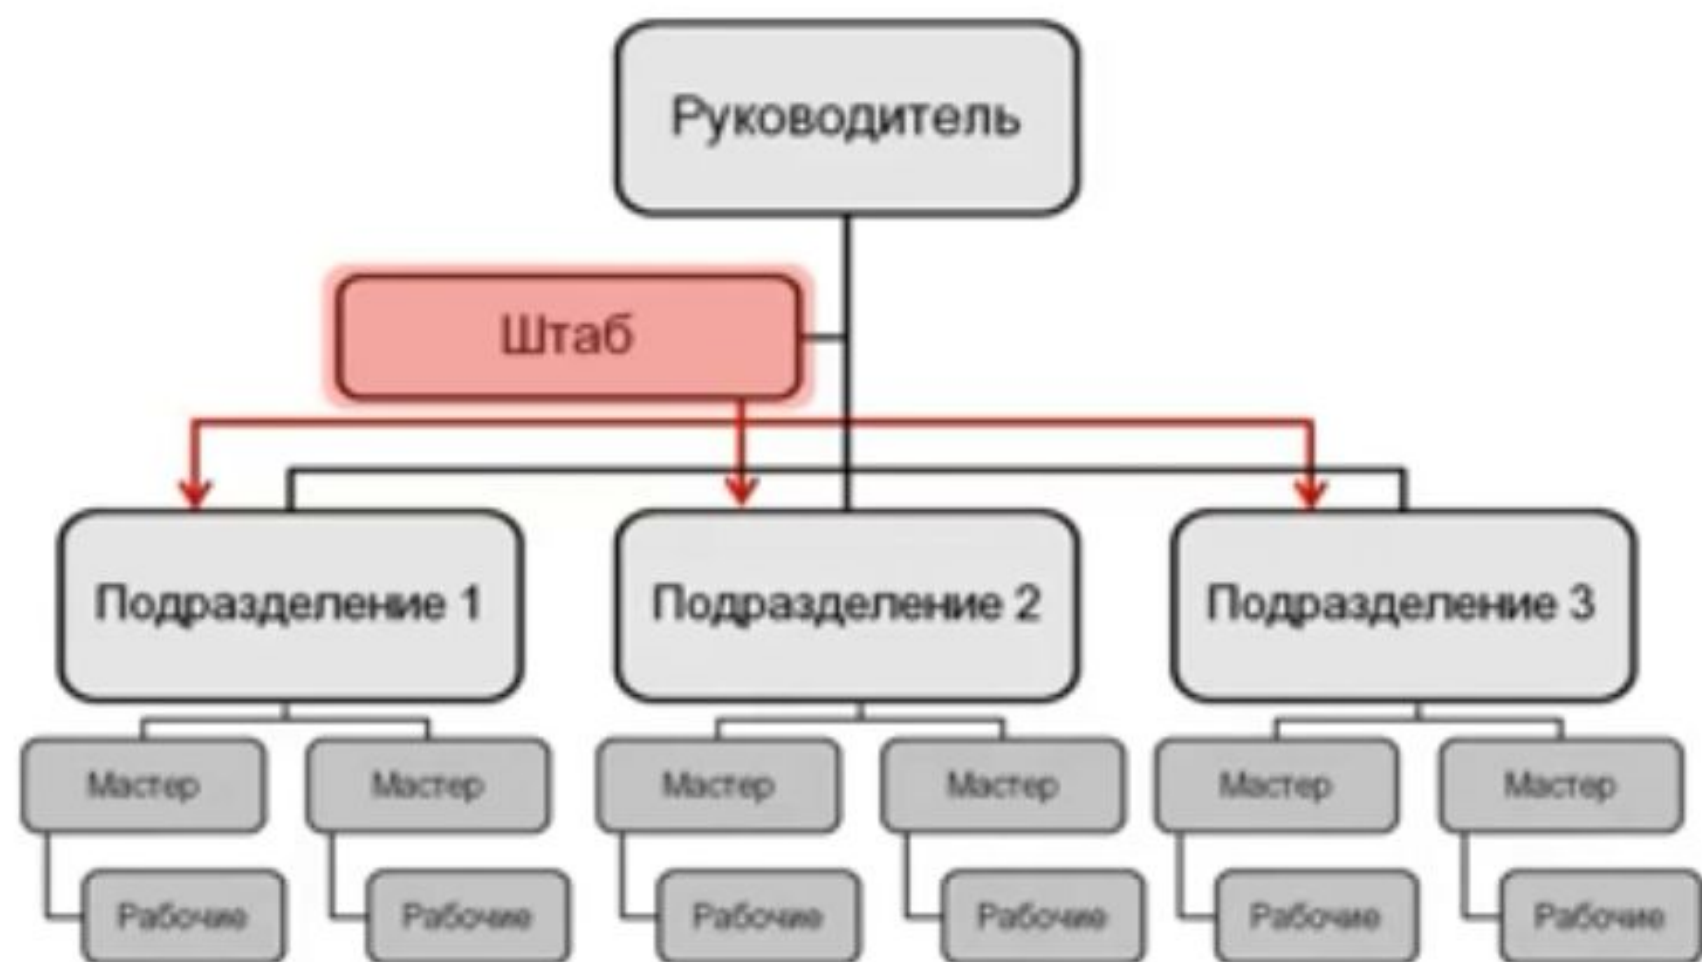 Руководитель
Штаб
Подразделение 1
Подразделение 2
Подразделение 3
Мастер
Мастер
Мастер
Мастер
Мастер
Мастер
Рабочие
Рабочие
Рабочие
Рабочие
Рабочие
Рабочие